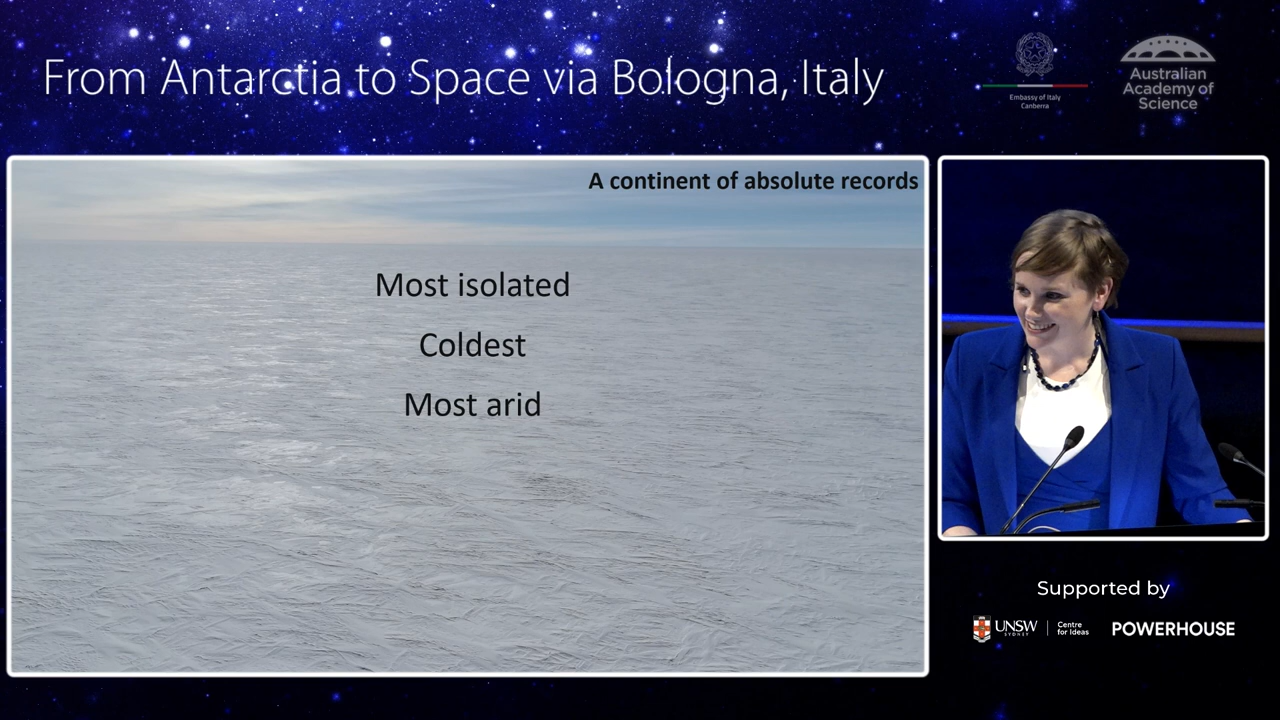 From Antarctia to Space via Bologna, Italy
Embassy of Italy
Canberra
Australian
Academy of
Science
A continent of absolute records
Most isolated
Coldest
Most arid
Supported by
UNSW
SYDNEY
Centre
for Ideas
POWERHOUSE